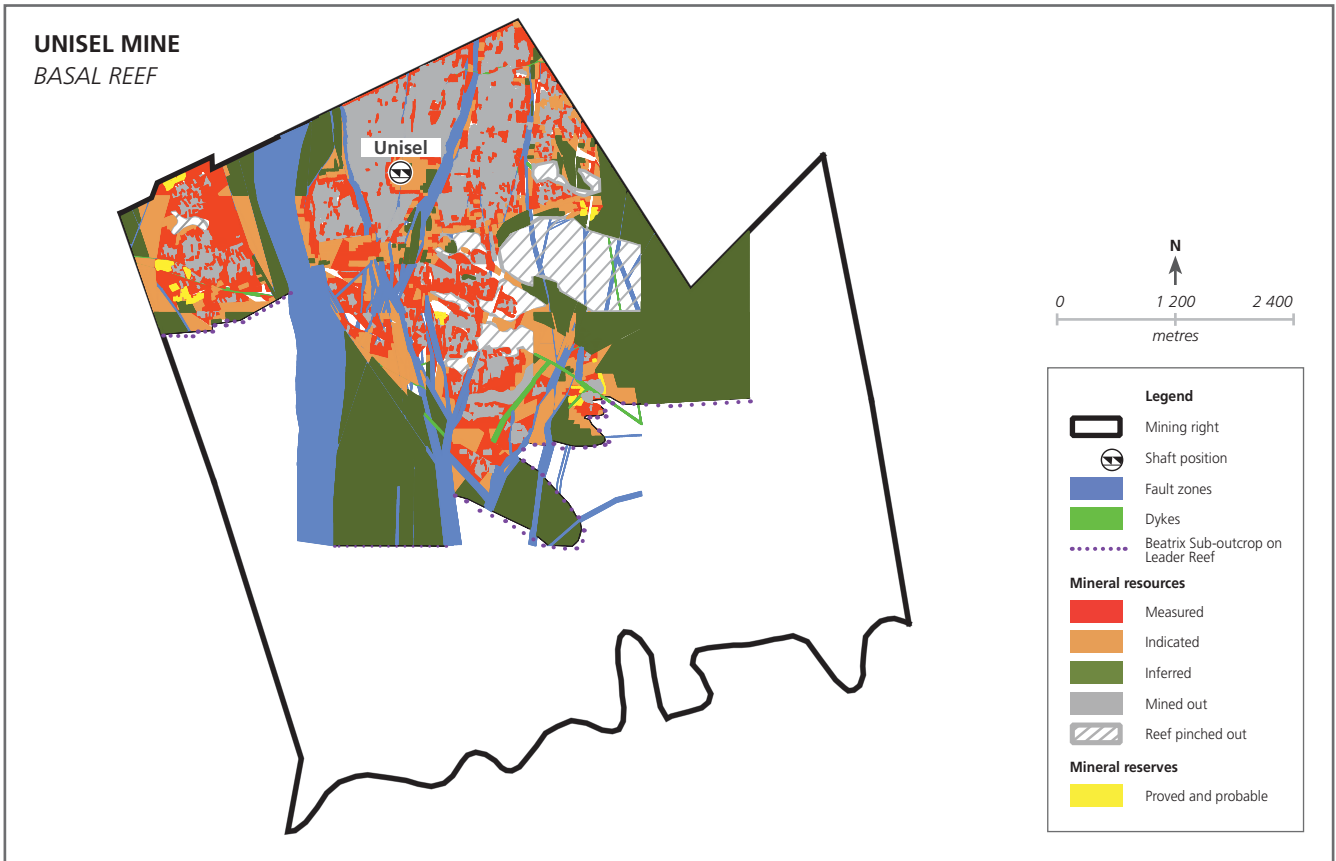 UNISEL MINE
BASAL REEF
Unisel
N
0 1 200 2 400
metres
Legend
Mining right
Shaft position
Fault zones
Dykes
Beatrix Sub-outcrop on
Leader Reef
Mineral resources
Measured
Indicated
Inferred
Mined out
Reef pinched out
Mineral reserves
Proved and probable